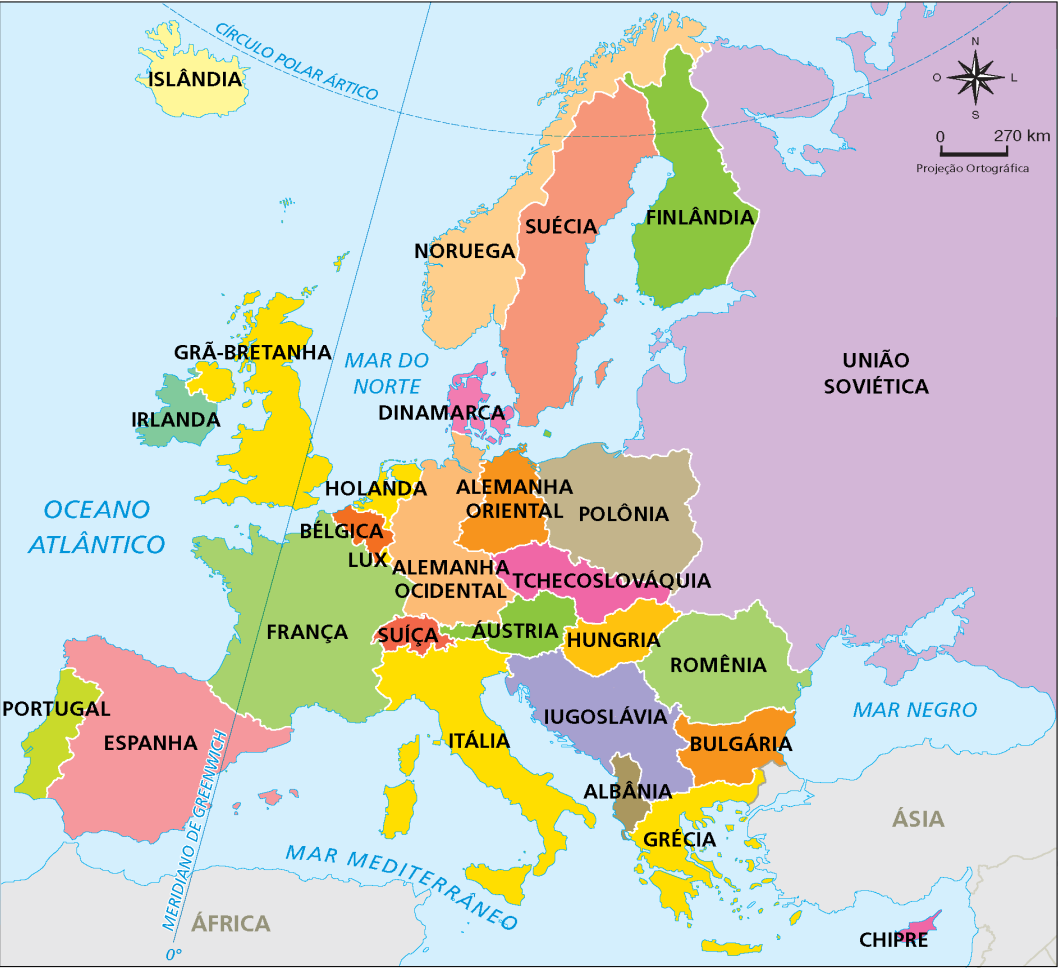 CÍRCULO POLAR ÁRTICO
ISLÂNDIA
N
O
L
S
0
270 km
Projeção Ortográfica
NORUEGA
SUÉCIA
FINLÂNDIA
GRÃ-BRETANHA
MAR DO
NORTE
UNIÃO
SOVIÉTICA
IRLANDA
DINAMARCA
HOLANDA
ALEMANHA
ORIENTAL
POLÔNIA
OCEANO
ATLÂNTICO
BÉLGICA
LUX
ALEMANHA
OCIDENTAL
TCHECOSLOVÁQUIA
FRANÇA
SUÍÇA
ÁUSTRIA
HUNGRIA
ROMÊNIA
PORTUGAL
ESPANHA
ITÁLIA
IUGOSLÁVIA
BULGÁRIA
MAR NEGRO
ALBÂNIA
GRÉCIA
ÁSIA
MERIDIANO DE GREENWICH
0°
MAR MEDITERRÂNEO
ÁFRICA
CHIPRE